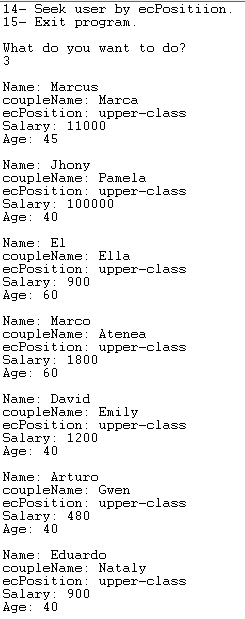 14- Seek user by ecPositiion.
15- Exit program.
What do you want to do?
3
Name: Marcus
coupleName: Marca
ecPosition: upper-class
Salary: 11000
Age: 45
Name: Jhony
coupleName: Pamela
ecPosition: upper-class
Salary: 100000
Age: 40
Name: El
coupleName: Ella
ecPosition: upper-class
Salary: 900
Age: 60
Name: Marco
coupleName: Atenea
ecPosition: upper-class
Salary: 1800
Age: 60
Name: David
coupleName: Emily
ecPosition: upper-class
Salary: 1200
Age: 40
Name: Arturo
coupleName: Gwen
ecPosition: upper-class
Salary: 480
Age: 40
Name: Eduardo
coupleName: Nataly
ecPosition: upper-class
Salary: 900
Age: 40